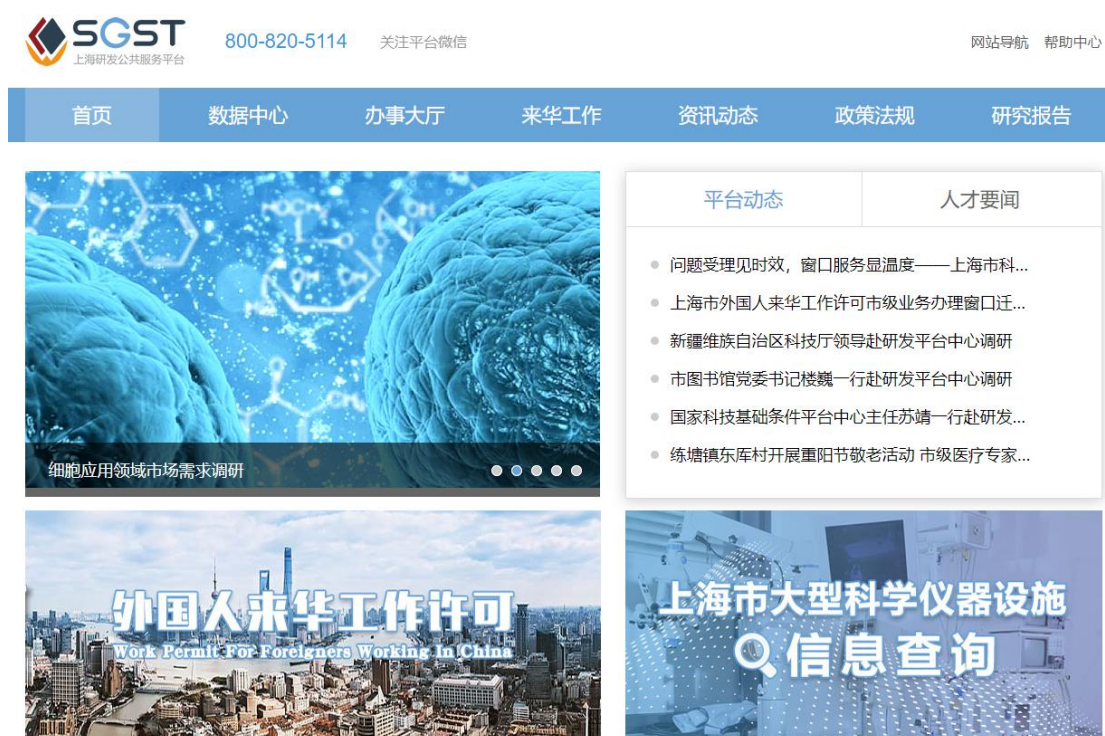 SGST
上海研发公共服务平台
800-820-5114
关注平台微信
网站导航 帮助中心
首页 数据中心 办事大厅 来华工作 资讯动态 政策法规 研究报告
细胞应用领域市场需求调研
平台动态 人才要闻
问题受理见时效，窗口服务显温度——上海市科...
上海市外国人来华工作许可市级业务办理窗口迁...
新疆维族自治区科技厅领导赴研发平台中心调研
市图书馆党委书记楼巍一行赴研发平台中心调研
国家科技基础条件平台中心主任苏靖一行赴研发...
练塘镇东厍村开展重阳节敬老活动 市级医疗专家...
外国人来华工作许可
Work Permit For Foreigners Working In China
上海市大型科学仪器设施
信息查询